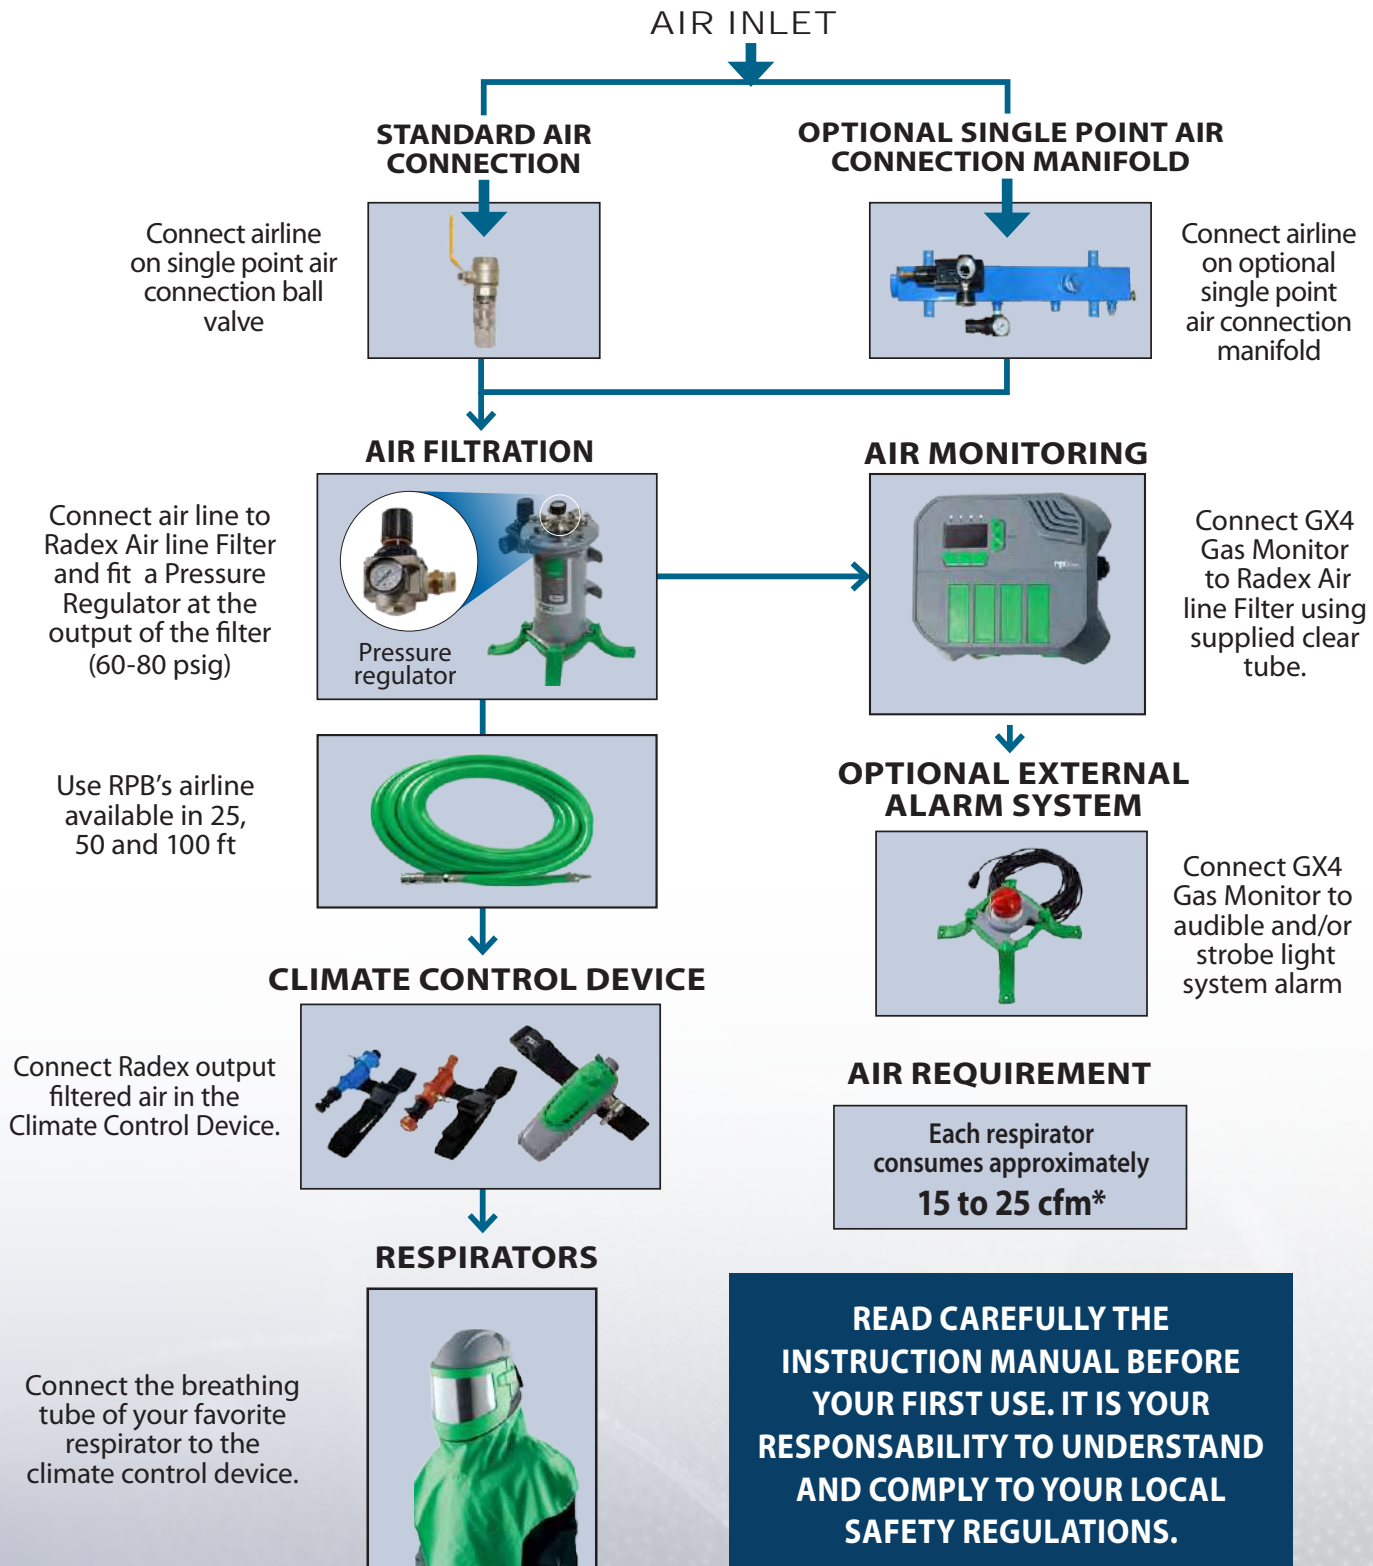 AIR INLET
STANDARD AIR
CONNECTION
OPTIONAL SINGLE POINT AIR
CONNECTION MANIFOLD
Connect airline
on single point air
connection ball
valve
Connect airline
on optional
single point
air connection
manifold
AIR FILTRATION
AIR MONITORING
Connect air line to
Radex Air line Filter
and fit a Pressure
Regulator at the
output of the filter
(60-80 psig)
Pressure
regulator
Connect GX4
Gas Monitor
to Radex Air
line Filter using
supplied clear
tube.
Use RPB’s airline
available in 25,
50 and 100 ft
OPTIONAL EXTERNAL
ALARM SYSTEM
Connect GX4
Gas Monitor to
audible and/or
strobe light
system alarm
CLIMATE CONTROL DEVICE
Connect Radex output
filtered air in the
Climate Control Device.
AIR REQUIREMENT
Each respirator
consumes approximately
15 to 25 cfm*
RESPIRATORS
Connect the breathing
tube of your favorite
respirator to the
climate control device.
READ CAREFULLY THE
INSTRUCTION MANUAL BEFORE
YOUR FIRST USE. IT IS YOUR
RESPONSABILITY TO UNDERSTAND
AND COMPLY TO YOUR LOCAL
SAFETY REGULATIONS.